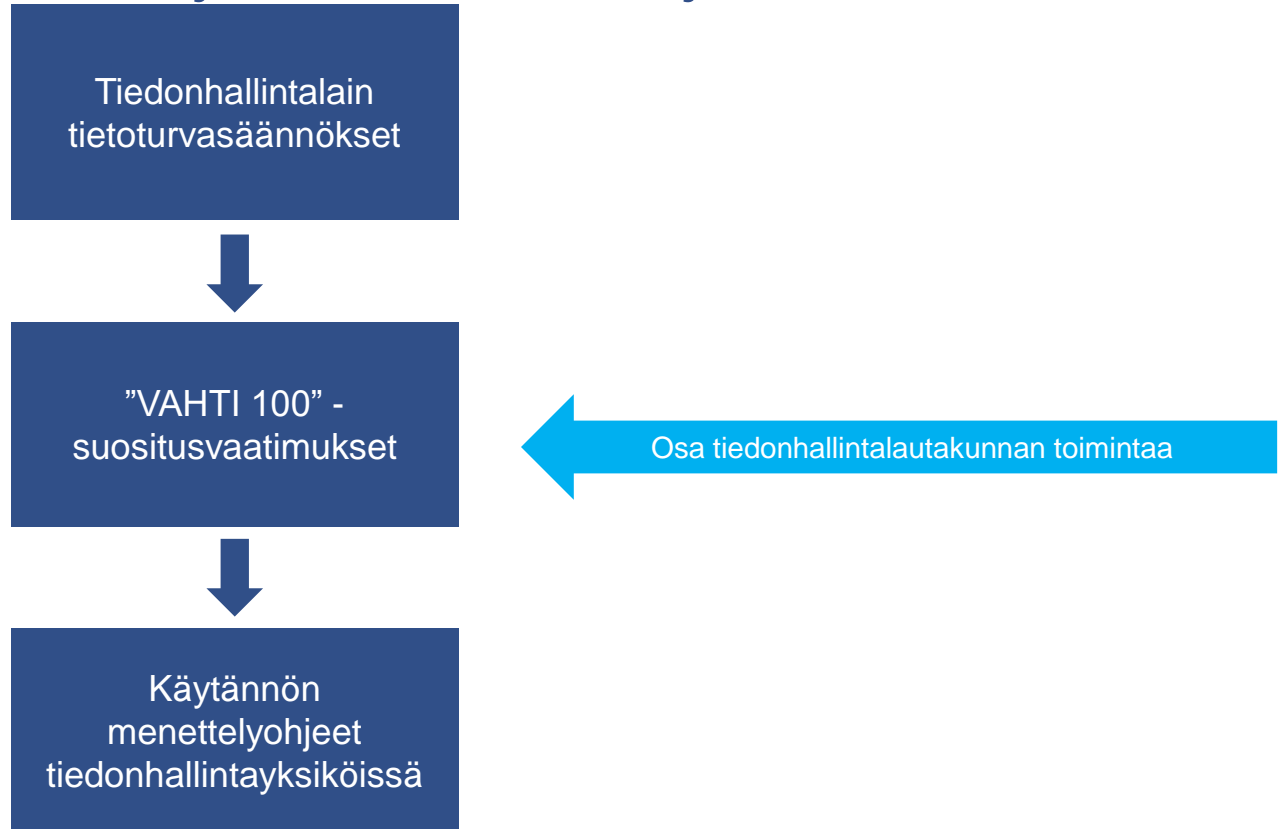 Tiedonhallintalain
tietoturvasäännökset
”VAHTI 100” -
suositusvaatimukset
Osa tiedonhallintalautakunnan toimintaa
Käytännön
menettelyohjeet
tiedonhallintayksiköissä